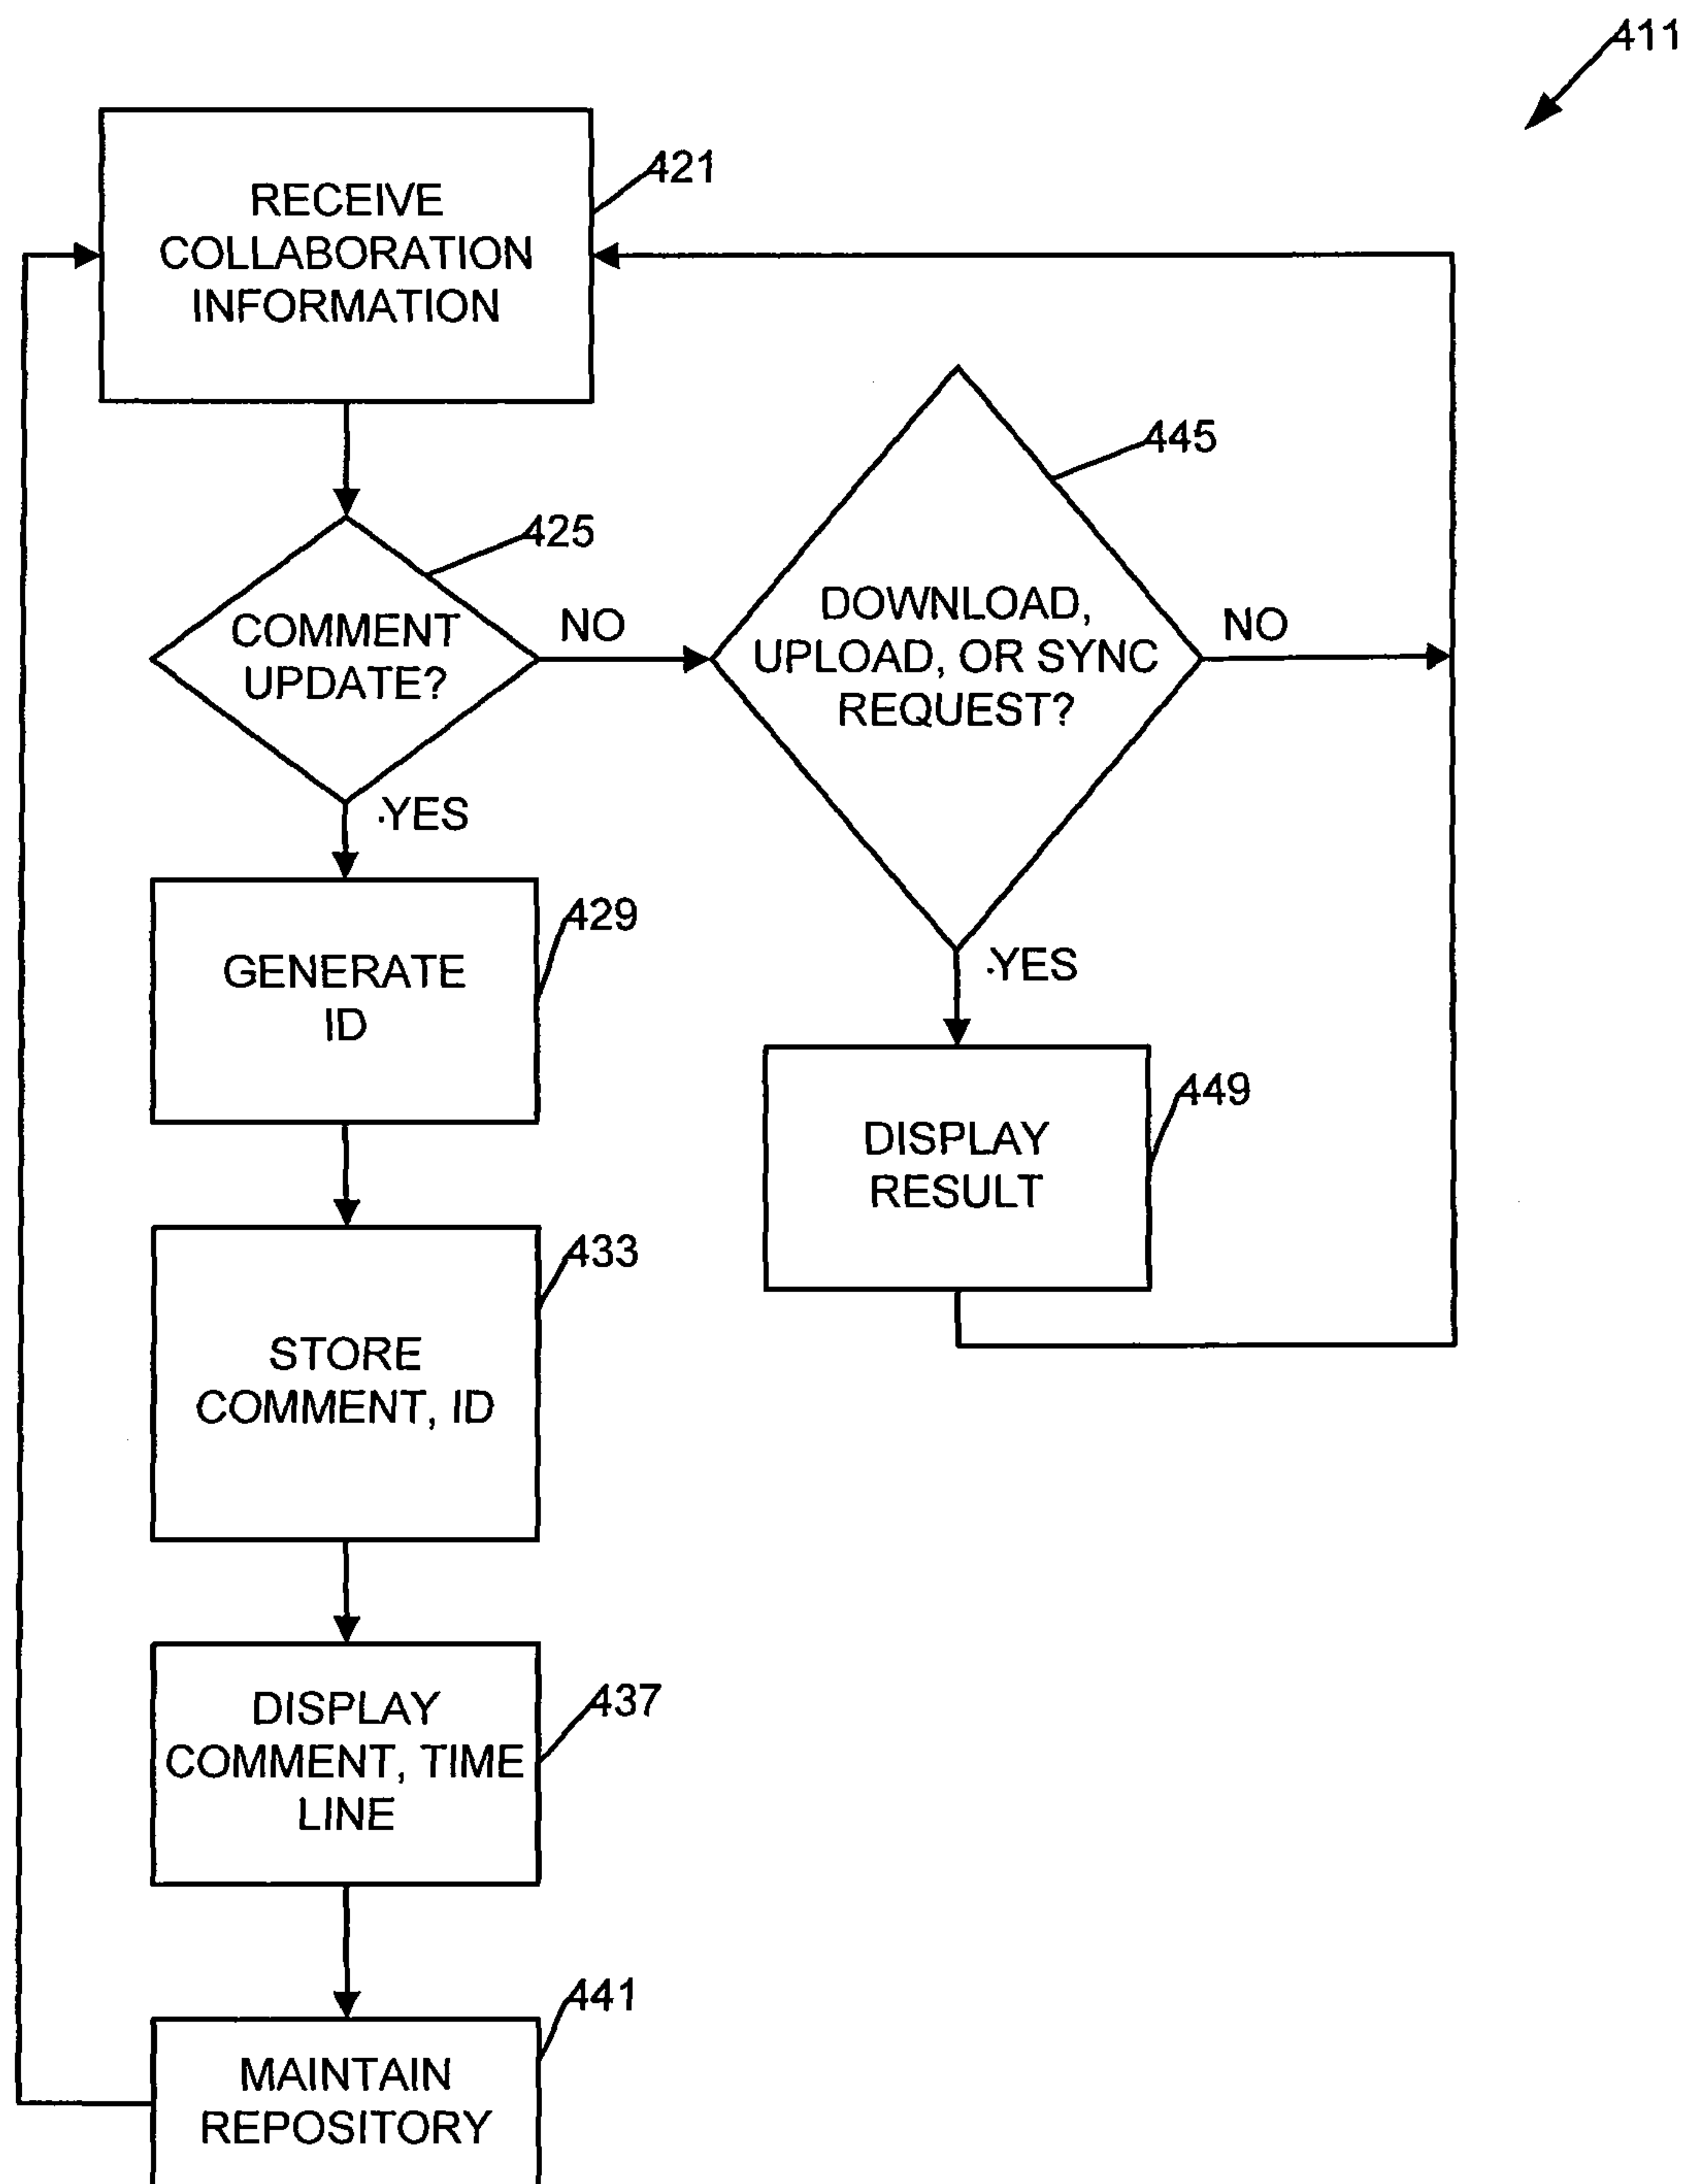 411
RECEIVE
COLLABORATION
INFORMATION
421
COMMENT
UPDATE?
425
NO
DOWNLOAD,
UPLOAD, OR SYNC
REQUEST?
445
NO
YES
GENERATE
ID
429
YES
DISPLAY
RESULT
449
STORE
COMMENT, ID
433
DISPLAY
COMMENT, TIME
LINE
437
MAINTAIN
REPOSITORY
441